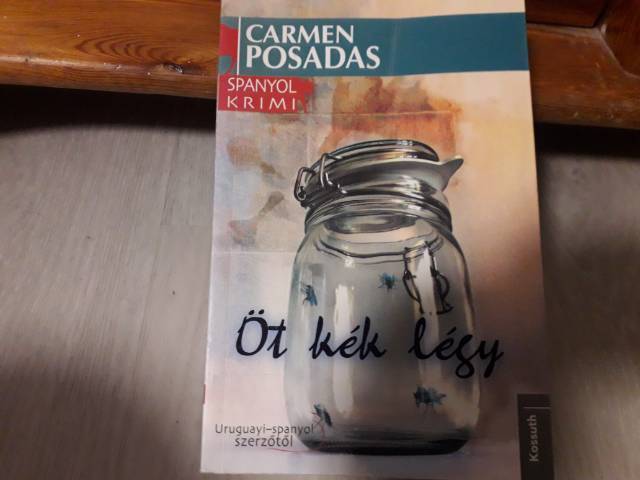 CARMEN
POSADAS
SPANYOL
KRIMI
Öt kék légy
Uruguayi–spanyol
szerzőtől
Kossuth